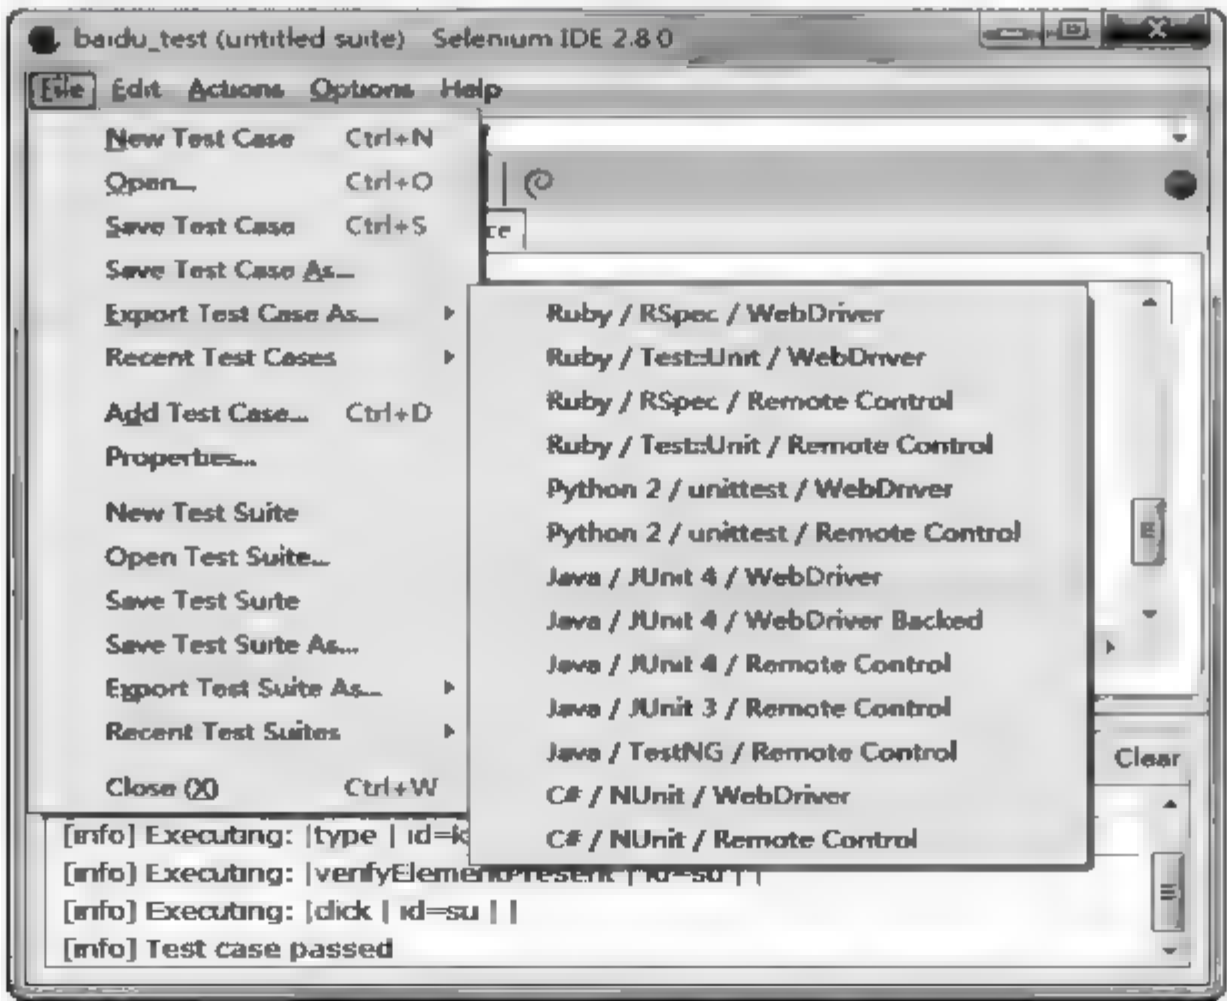 baidu_test (untitled suite) Selenium IDE 2.8.0
File Edit Actions Options Help
New Test Case Ctrl+N
Open... Ctrl+O
Save Test Case Ctrl+S
Save Test Case As...
Export Test Case As...
Recent Test Cases
Add Test Case... Ctrl+D
Properties...
New Test Suite
Open Test Suite...
Save Test Suite
Save Test Suite As...
Export Test Suite As...
Recent Test Suites
Close (X) Ctrl+W
Ruby / RSpec / WebDriver
Ruby / Test::Unit / WebDriver
Ruby / RSpec / Remote Control
Ruby / Test::Unit / Remote Control
Python 2 / unittest / WebDriver
Python 2 / unittest / Remote Control
Java / JUnit 4 / WebDriver
Java / JUnit 4 / WebDriver Backed
Java / JUnit 4 / Remote Control
Java / JUnit 3 / Remote Control
Java / TestNG / Remote Control
C# / NUnit / WebDriver
C# / NUnit / Remote Control
Clear
[info] Executing: |type | id=k
[info] Executing: |verifyElementPresent | id=su | |
[info] Executing: |click | id=su | |
[info] Test case passed